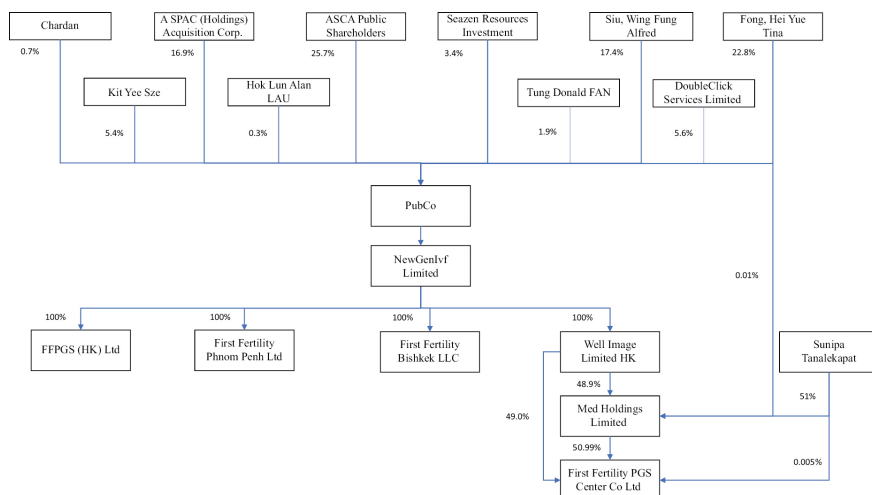 Chardan
A SPAC (Holdings)
Acquisition Corp.
ASCA Public
Shareholders
Seazen Resources
Investment
Siu, Wing Fung
Alfred
Fong, Hei Yue
Tina
0.7%
16.9%
25.7%
3.4%
17.4%
22.8%
Kit Yee Sze
Hok Lun Alan
LAU
Tung Donald FAN
DoubleClick
Services Limited
5.4%
0.3%
1.9%
5.6%
PubCo
NewGenIvf
Limited
0.01%
100%
100%
100%
100%
FFPGS (HK) Ltd
First Fertility
Phnom Penh Ltd
First Fertility
Bishkek LLC
Well Image
Limited HK
Sunipa
Tanalekapat
48.9%
51%
49.0%
Med Holdings
Limited
50.99%
0.005%
First Fertility PGS
Center Co Ltd